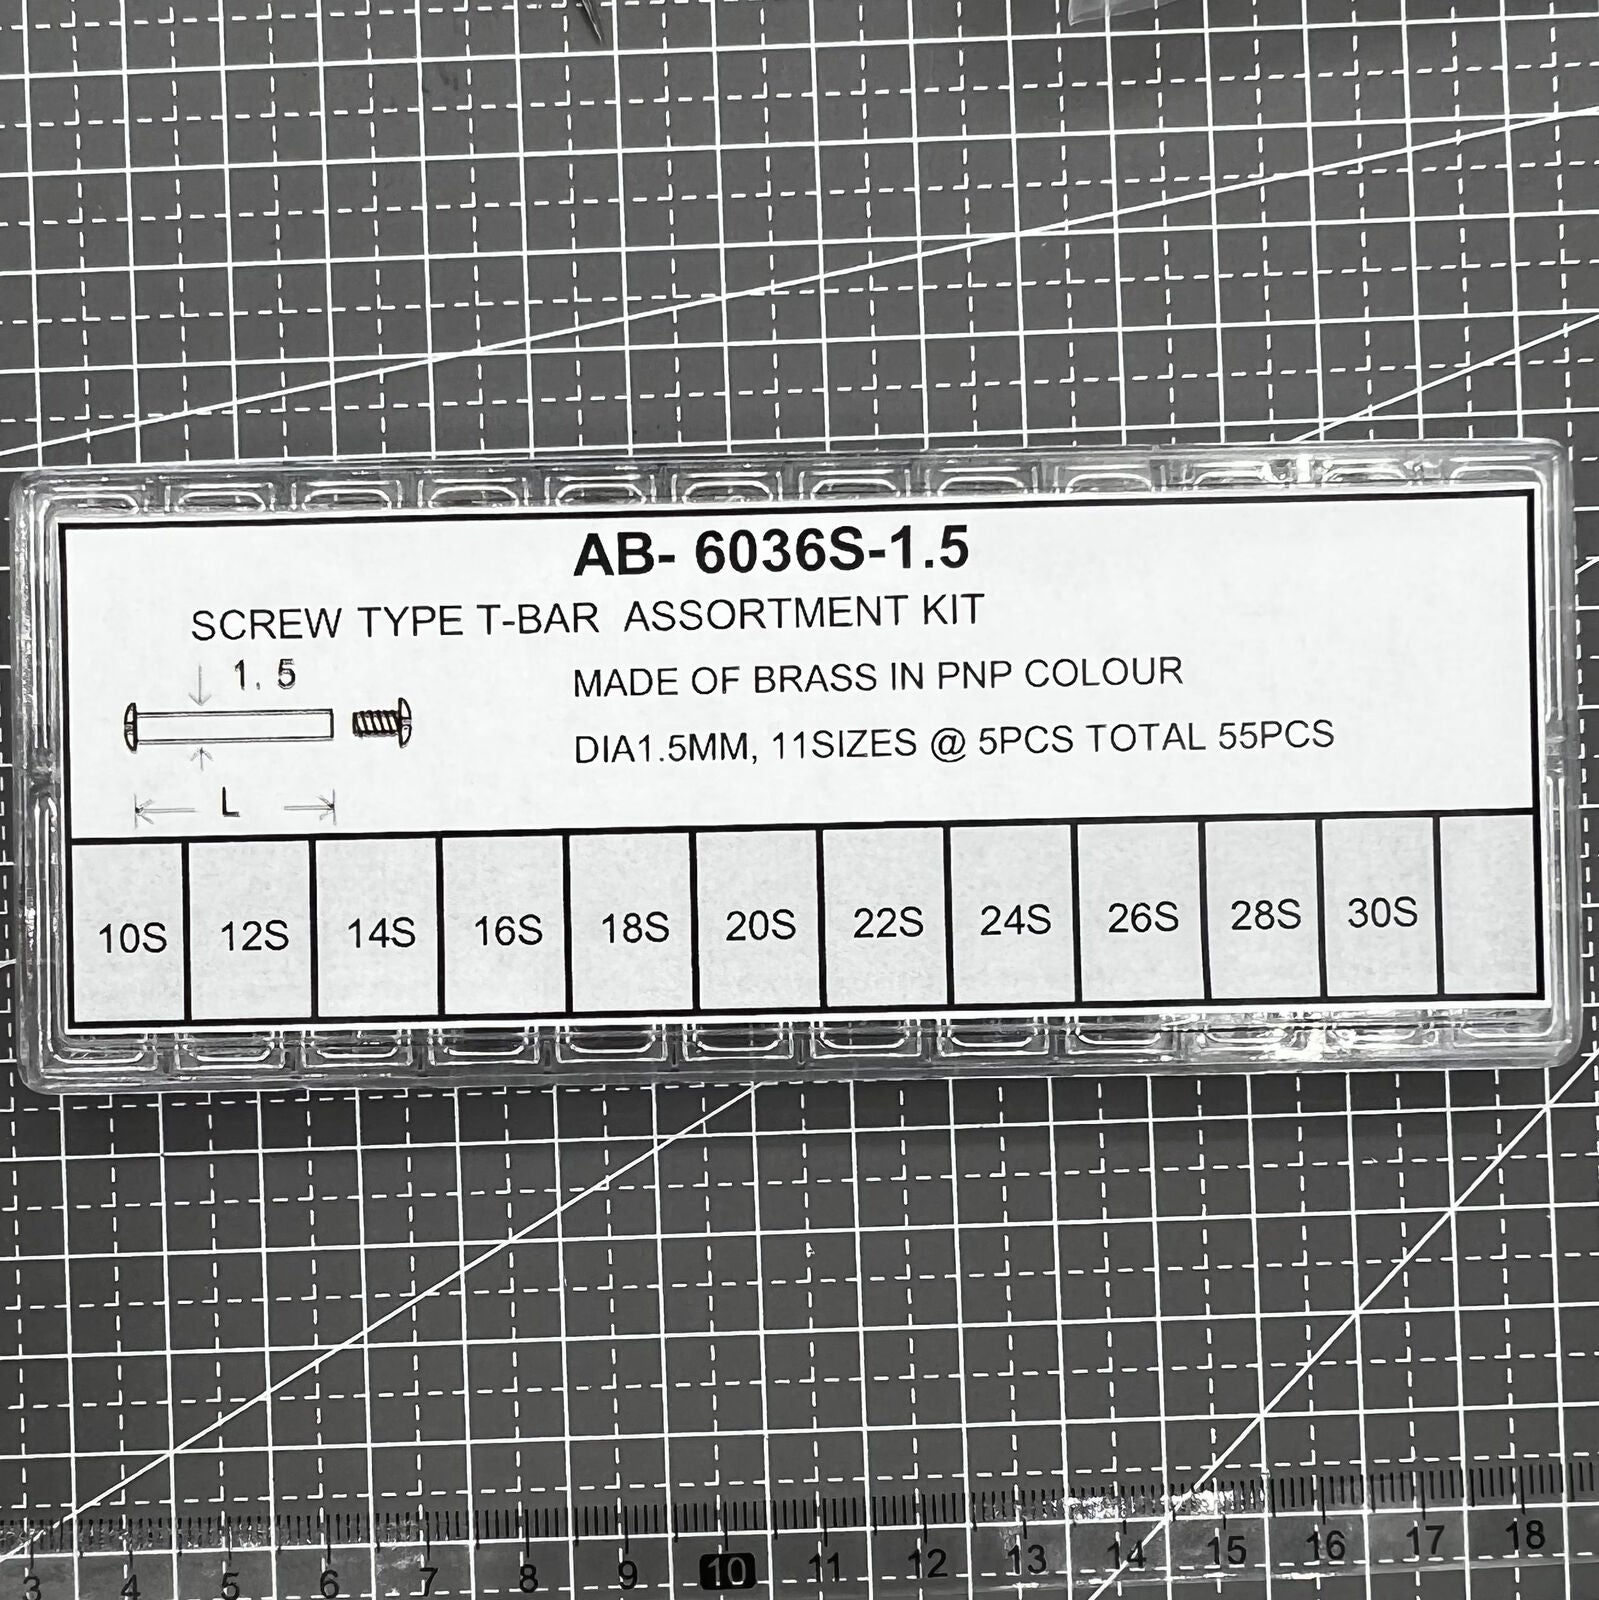 AB- 6036S-1.5
SCREW TYPE T-BAR ASSORTMENT KIT
1.5
MADE OF BRASS IN PNP COLOUR
DIA1.5MM, 11SIZES @ 5PCS TOTAL 55PCS
L
10S 12S 14S 16S 18S 20S 22S 24S 26S 28S 30S
3 4 5 6 7 8 9 10 11 12 13 14 15 16 17 18